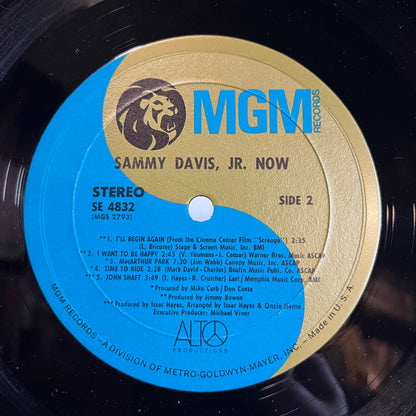 MGM
RECORDS
SAMMY DAVIS, JR. NOW
STEREO
SE 4832
(MGS 2793)
SIDE 2
**1. I'LL BEGIN AGAIN (From the Cinema Center Film "Scrooge") 2:35
(L. Bricurse) Stage & Screen Music, Inc. BMI
**2. I WANT TO BE HAPPY 2:45 (V. Youmans - I. Caesar) Warner Bros. Music ASCAP
*3. MacARTHUR PARK 7:30 (Jim Webb) Canopy Music, Inc. ASCAP
*4. TIME TO RIDE 2:28 (Mack David - Charles) Bealin Music Publ. Co. ASCAP
***5. JOHN SHAFT 3:09 (I. Hayes - B. Crutcher) East/Memphis Music Corp. BMI
* Produced by Mike Curb/Don Costa
** Produced by Jimmy Bowen
***Produced by Issac Hayes, Arranged by Issac Hayes & Onzie Horne
Executive Producer: Michael Viner
ALTO
PRODUCTIONS
MGM RECORDS - A DIVISION OF METRO-GOLDWYN-MAYER, INC. - Made in U.S.A.